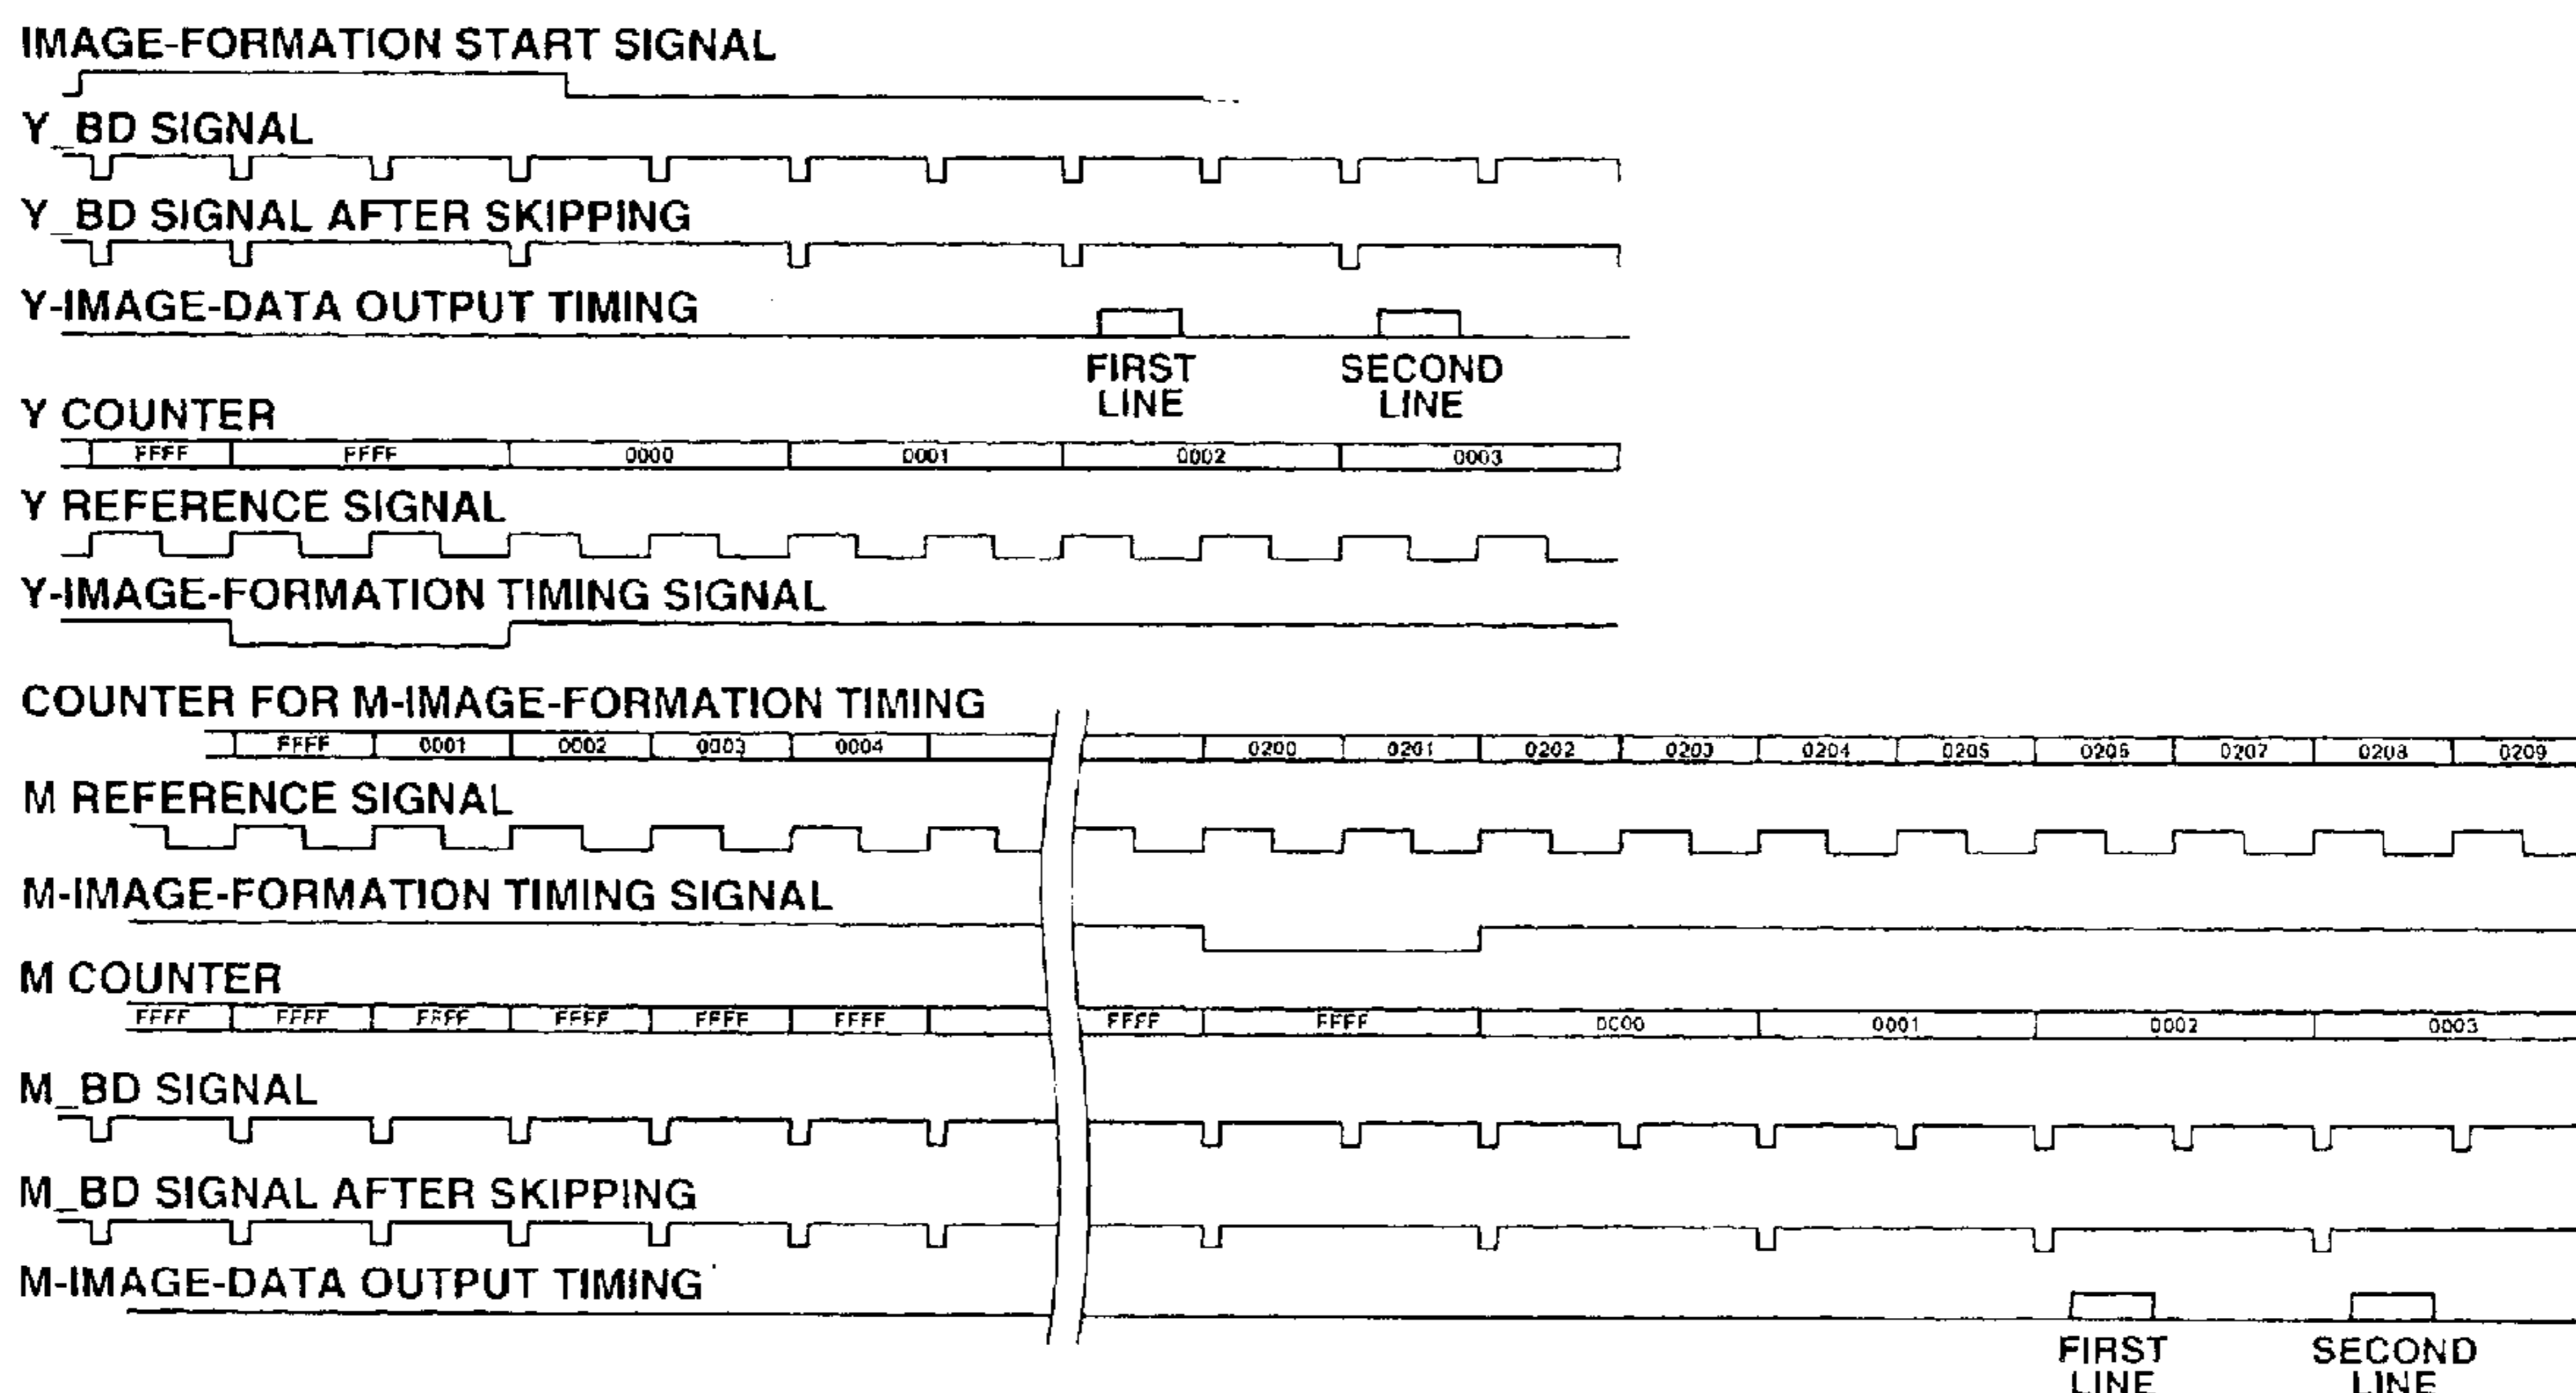 IMAGE-FORMATION START SIGNAL
Y_BD SIGNAL
Y_BD SIGNAL AFTER SKIPPING
Y-IMAGE-DATA OUTPUT TIMING
FIRST LINE
SECOND LINE
Y COUNTER
FFFF FFFF 0000 0001 0002 0003
Y REFERENCE SIGNAL
Y-IMAGE-FORMATION TIMING SIGNAL
COUNTER FOR M-IMAGE-FORMATION TIMING
FFFF 0001 0002 0003 0004 0200 0201 0202 0203 0204 0205 0206 0207 0208 0209
M REFERENCE SIGNAL
M-IMAGE-FORMATION TIMING SIGNAL
M COUNTER
FFFF FFFF FFFF FFFF FFFF FFFF FFFF FFFF 0000 0001 0002 0003
M_BD SIGNAL
M_BD SIGNAL AFTER SKIPPING
M-IMAGE-DATA OUTPUT TIMING
FIRST LINE
SECOND LINE